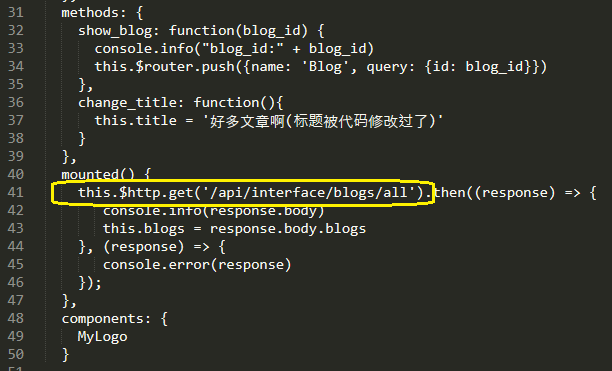 31 methods: {
32 show_blog: function(blog_id) {
33 console.info("blog_id:" + blog_id)
34 this.$router.push({name: 'Blog', query: {id: blog_id}})
35 },
36 change_title: function(){
37 this.title = '好多文章啊(标题被代码修改过了)'
38 }
39 },
40 mounted() {
41 this.$http.get('/api/interface/blogs/all').then((response) => {
42 console.info(response.body)
43 this.blogs = response.body.blogs
44 }, (response) => {
45 console.error(response)
46 });
47 },
48 components: {
49 MyLogo
50 }